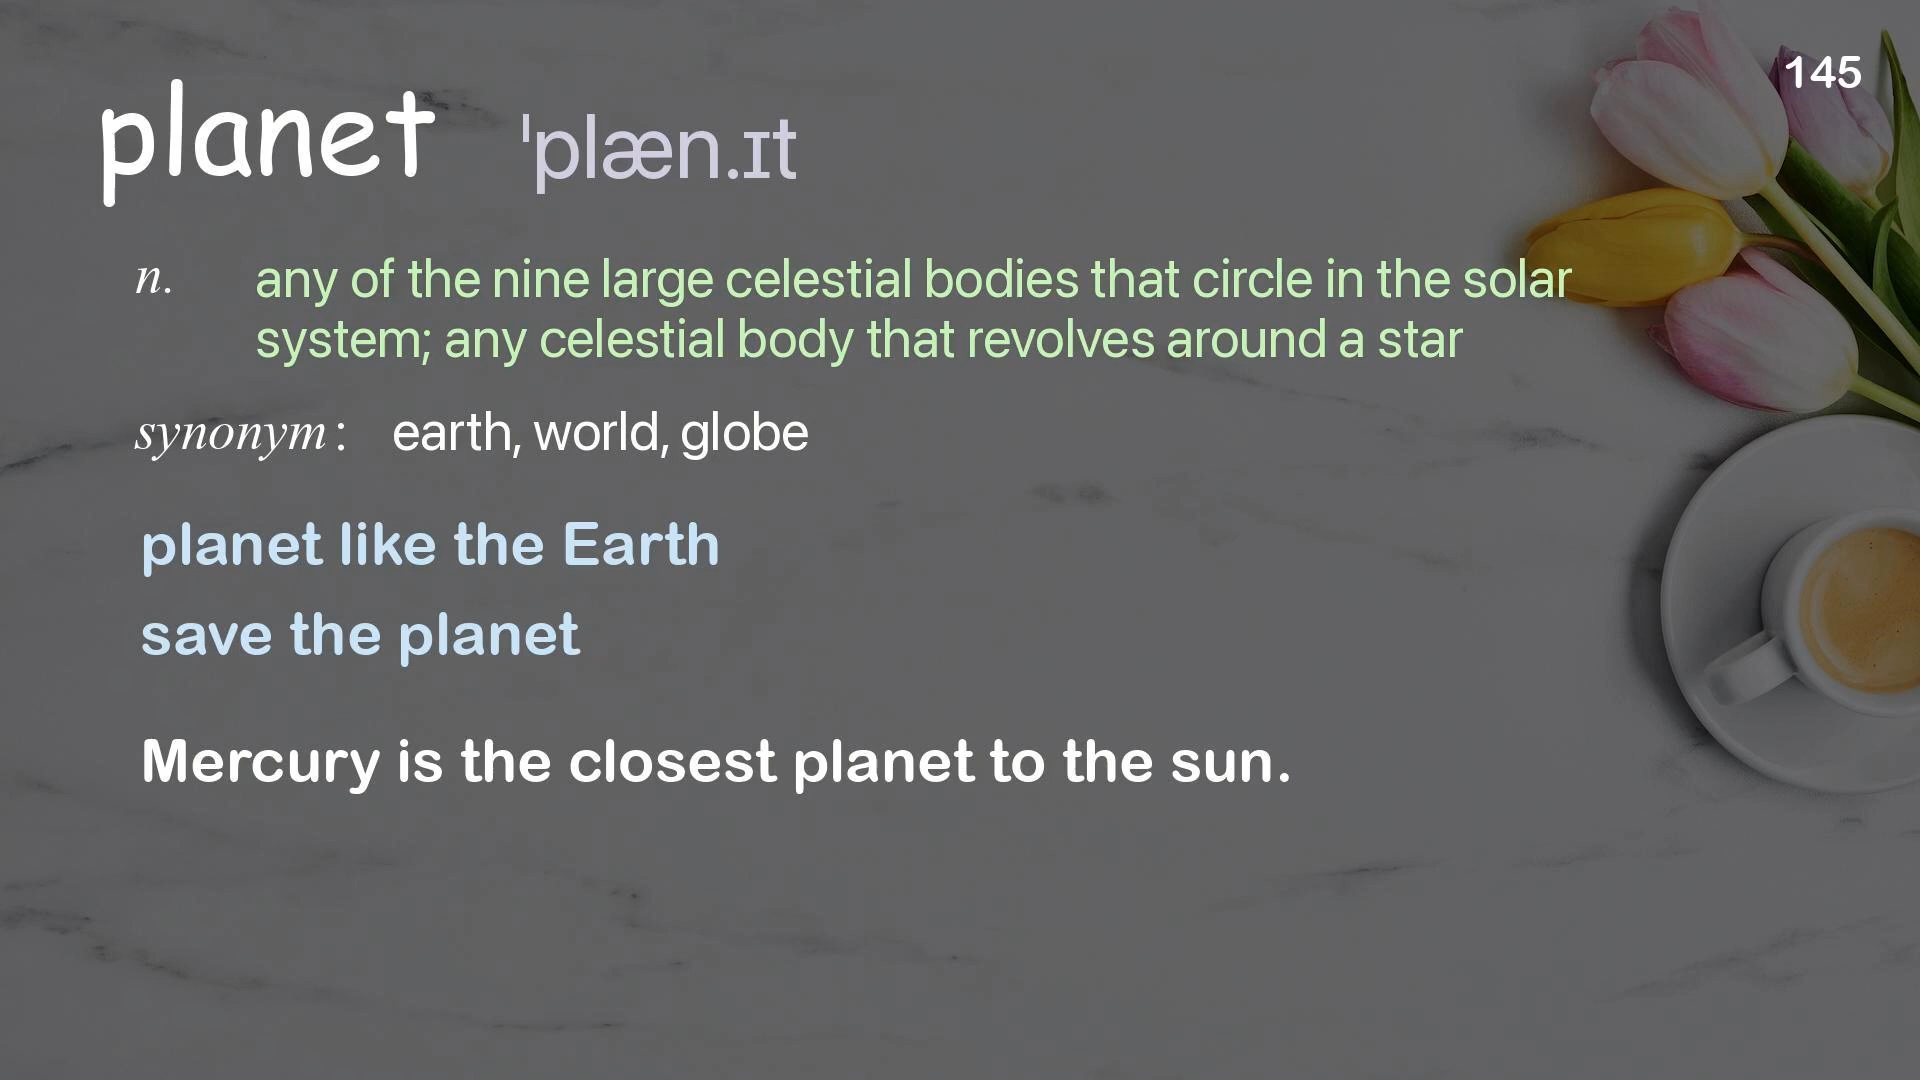 145
planet ˈplæn.ɪt
n. any of the nine large celestial bodies that circle in the solar
system; any celestial body that revolves around a star
synonym: earth, world, globe
planet like the Earth
save the planet
Mercury is the closest planet to the sun.